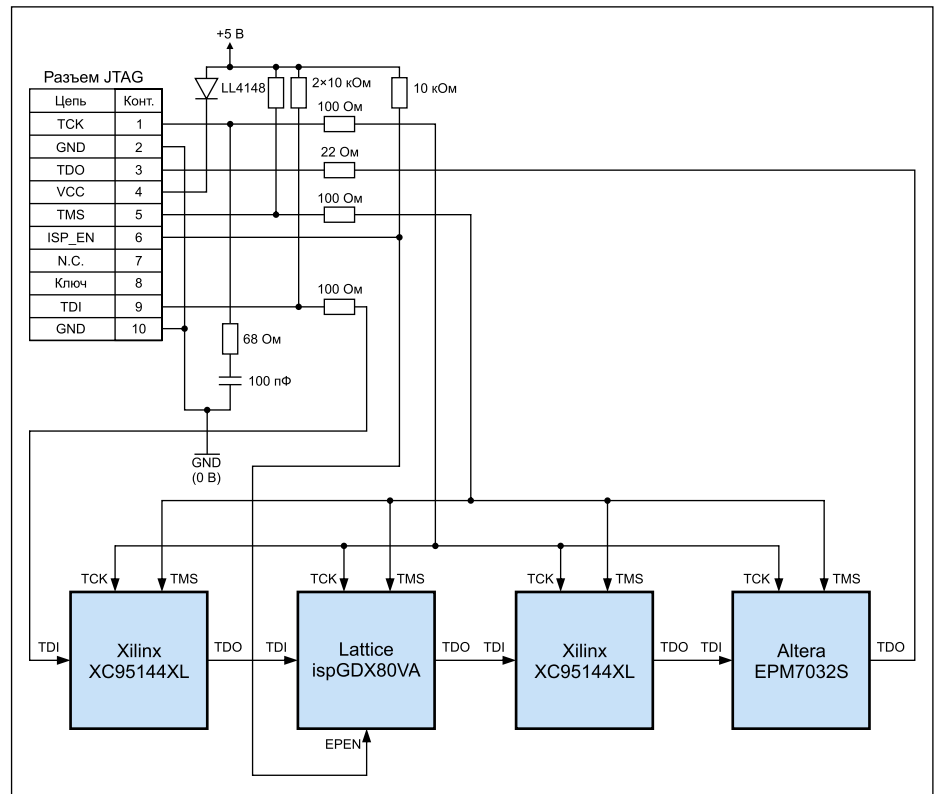 +5 В
Разъем JTAG
LL4148
2×10 кОм
10 кОм
Цепь Конт.
TCK 1
100 Ом
GND 2
TDO 3
22 Ом
VCC 4
TMS 5
100 Ом
ISP_EN 6
N.C. 7
Ключ 8
TDI 9
100 Ом
GND 10
68 Ом
100 пФ
GND
(0 В)
TCK TMS
TCK TMS
TCK TMS
TCK TMS
TDI
Xilinx
XC95144XL
TDO TDI
Lattice
ispGDX80VA
TDO TDI
Xilinx
XC95144XL
TDO TDI
Altera
EPM7032S
TDO
EPEN